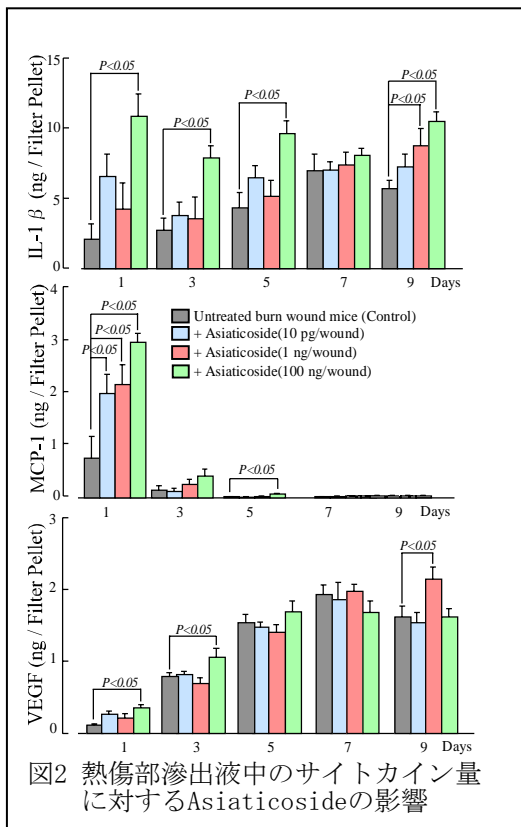 15
10
5
0
IL-1 β (ng / Filter Pellet)
P<0.05
P<0.05
P<0.05
P<0.05
P<0.05
1 3 5 7 9 Days
4
3
2
1
0
MCP-1 (ng / Filter Pellet)
Untreated burn wound mice (Control)
+ Asiaticoside(10 pg/wound)
+ Asiaticoside(1 ng/wound)
+ Asiaticoside(100 ng/wound)
P<0.05
P<0.05
P<0.05
P<0.05
1 3 5 7 9 Days
3
2
1
0
VEGF (ng / Filter Pellet)
P<0.05
P<0.05
P<0.05
1 3 5 7 9 Days
図2 熱傷部滲出液中のサイトカイン量
に対するAsiaticosideの影響